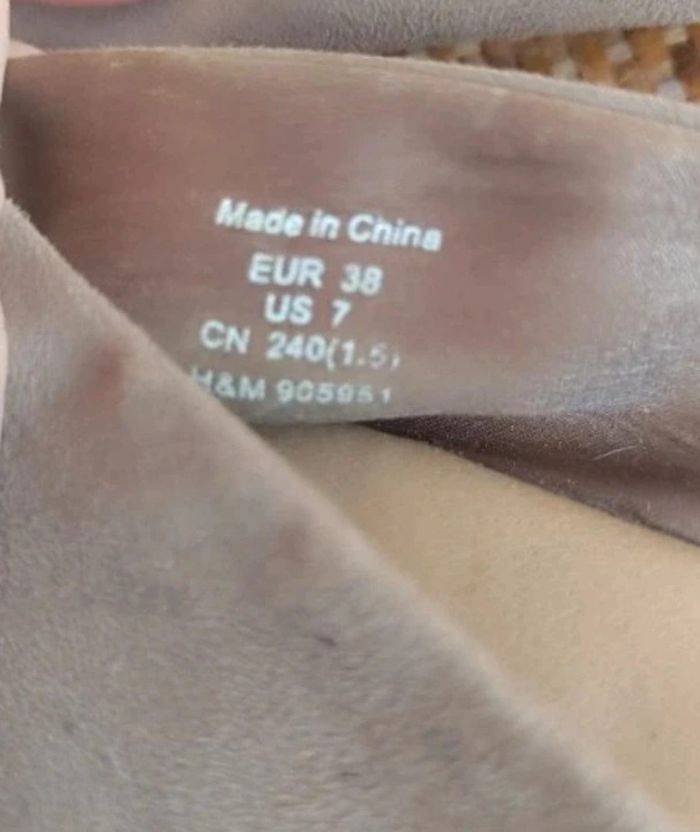 Made in China
EUR 38
US 7
CN 240(1.5)
H&M 905951